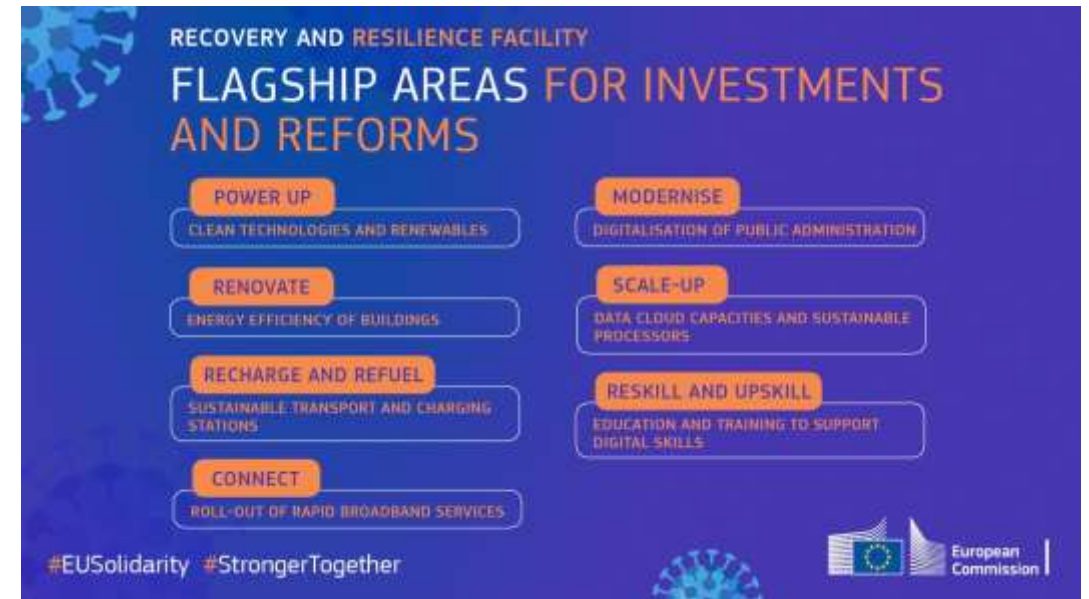 RECOVERY AND RESILIENCE FACILITY
FLAGSHIP AREAS FOR INVESTMENTS
AND REFORMS
POWER UP
CLEAN TECHNOLOGIES AND RENEWABLES
RENOVATE
ENERGY EFFICIENCY OF BUILDINGS
RECHARGE AND REFUEL
SUSTAINABLE TRANSPORT AND CHARGING
STATIONS
CONNECT
ROLL-OUT OF RAPID BROADBAND SERVICES
MODERNISE
DIGITALISATION OF PUBLIC ADMINISTRATION
SCALE-UP
DATA CLOUD CAPACITIES AND SUSTAINABLE
PROCESSORS
RESKILL AND UPSKILL
EDUCATION AND TRAINING TO SUPPORT
DIGITAL SKILLS
#EUSolidarity #StrongerTogether
European
Commission